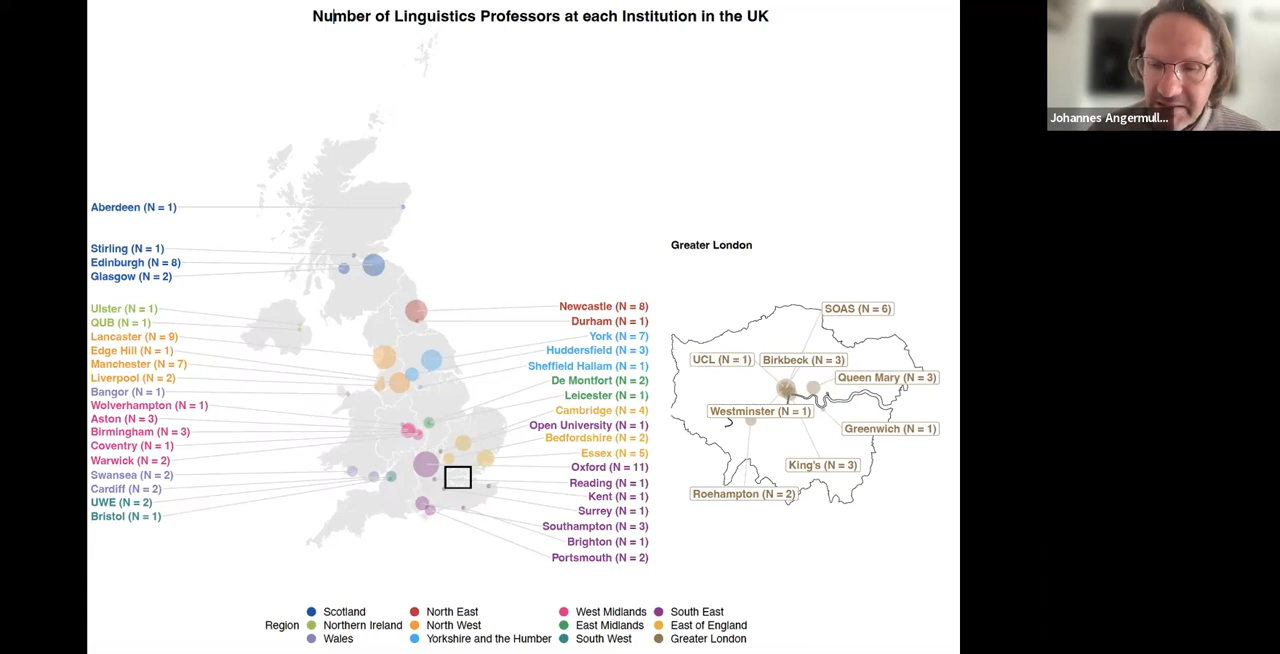 Number of Linguistics Professors at each Institution in the UK
Johannes Angermull...
Aberdeen (N = 1)
Stirling (N = 1)
Edinburgh (N = 8)
Glasgow (N = 2)
Ulster (N = 1)
QUB (N = 1)
Lancaster (N = 9)
Edge Hill (N = 1)
Manchester (N = 7)
Liverpool (N = 2)
Bangor (N = 1)
Wolverhampton (N = 1)
Aston (N = 3)
Birmingham (N = 3)
Coventry (N = 1)
Warwick (N = 2)
Swansea (N = 2)
Cardiff (N = 2)
UWE (N = 2)
Bristol (N = 1)
Newcastle (N = 8)
Durham (N = 1)
York (N = 7)
Huddersfield (N = 3)
Sheffield Hallam (N = 1)
De Montfort (N = 2)
Leicester (N = 1)
Cambridge (N = 4)
Open University (N = 1)
Bedfordshire (N = 2)
Essex (N = 5)
Oxford (N = 11)
Reading (N = 1)
Kent (N = 1)
Surrey (N = 1)
Southampton (N = 3)
Brighton (N = 1)
Portsmouth (N = 2)
Greater London
SOAS (N = 6)
UCL (N = 1)
Birkbeck (N = 3)
Queen Mary (N = 3)
Westminster (N = 1)
Greenwich (N = 1)
King's (N = 3)
Roehampton (N = 2)
Region
Scotland
Northern Ireland
Wales
North East
North West
Yorkshire and the Humber
West Midlands
East Midlands
South West
South East
East of England
Greater London